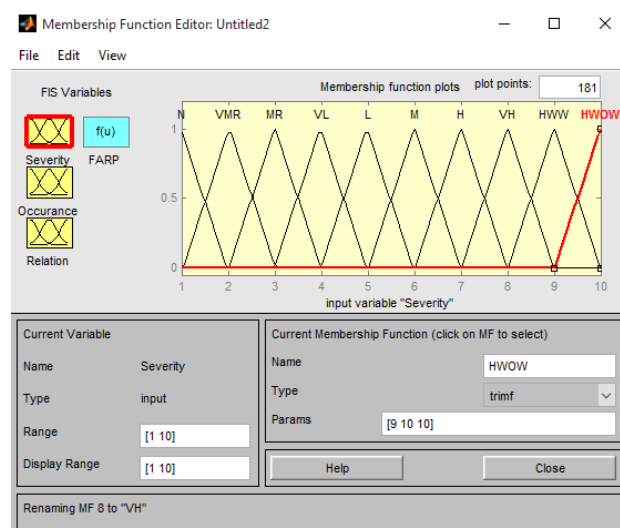 Membership Function Editor: Untitled2
File Edit View
FIS Variables
Membership function plots
plot points:
181
f(u)
Severity
FARP
Occurance
Relation
N VMR MR VL L M H VH HWW HWOW
1
0.5
0
1 2 3 4 5 6 7 8 9 10
input variable "Severity"
Current Variable
Name Severity
Type input
Range [1 10]
Display Range [1 10]
Current Membership Function (click on MF to select)
Name HWOW
Type trimf
Params [9 10 10]
Help Close
Renaming MF 8 to "VH"